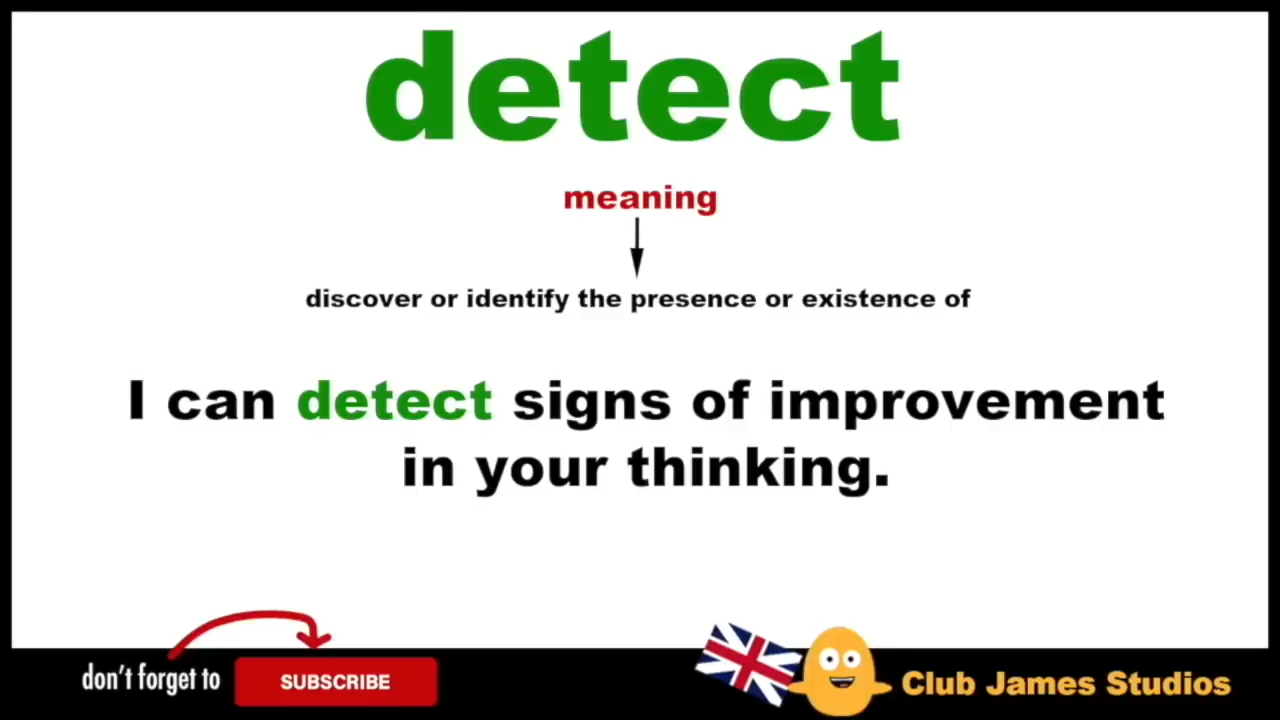 detect
meaning
discover or identify the presence or existence of
I can detect signs of improvement
in your thinking.
don't forget to
SUBSCRIBE
Club James Studios